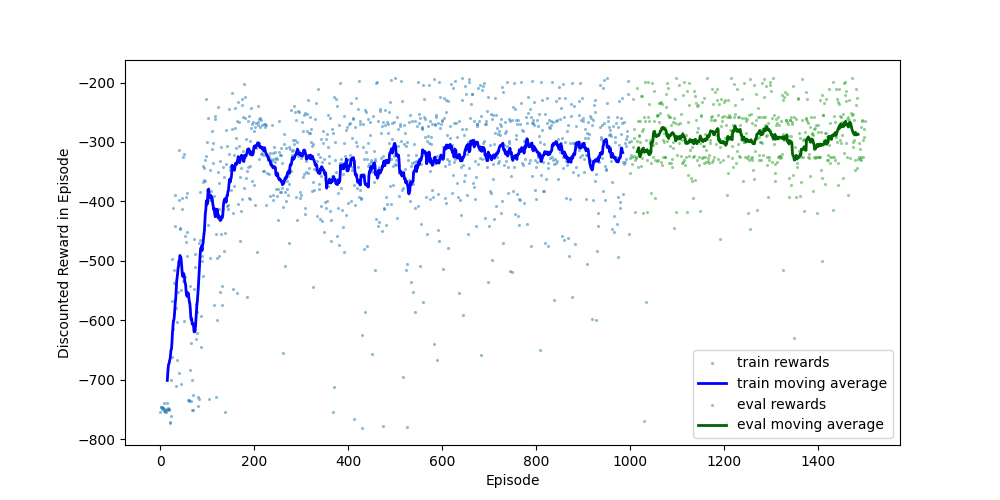 −200
−300
−400
−500
−600
−700
−800
Discounted Reward in Episode
train rewards
train moving average
eval rewards
eval moving average
0
200
400
600
800
1000
1200
1400
Episode